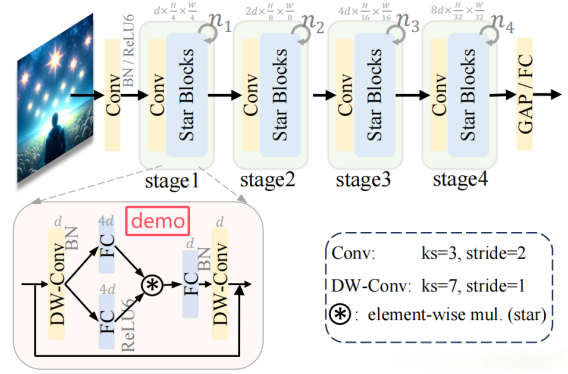 d × H/4 × W/4
n1
2d × H/8 × W/8
n2
4d × H/16 × W/16
n3
8d × H/32 × W/32
n4
Conv
BN / ReLU6
Conv
Star Blocks
Conv
Star Blocks
Conv
Star Blocks
Conv
Star Blocks
GAP / FC
stage1
stage2
stage3
stage4
demo
d
DW-Conv
BN
4d
FC
4d
FC
ReLU6
*
d
FC
BN
d
DW-Conv
Conv: ks=3, stride=2
DW-Conv: ks=7, stride=1
* : element-wise mul. (star)